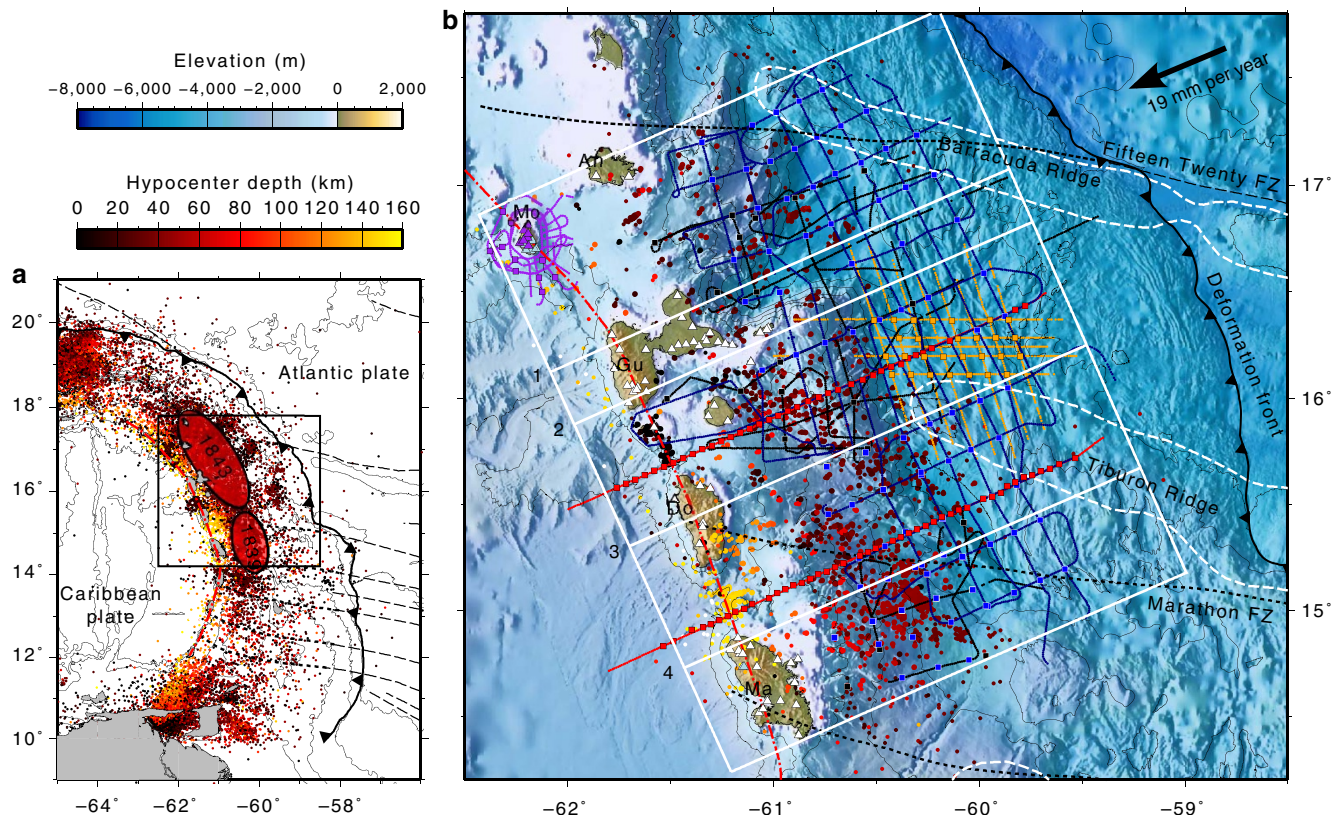 Elevation (m)
−8,000 −6,000 −4,000 −2,000 0 2,000
Hypocenter depth (km)
0 20 40 60 80 100 120 140 160
a
20°
18°
16°
14°
12°
10°
−64° −62° −60° −58°
Atlantic plate
1843
Caribbean
plate
b
19 mm per year
An
Barracuda Ridge
Fifteen Twenty FZ
Mo
Deformation front
Gu
1
2
Tiburon Ridge
Do
3
Marathon FZ
4
Ma
17°
16°
15°
−62° −61° −60° −59°